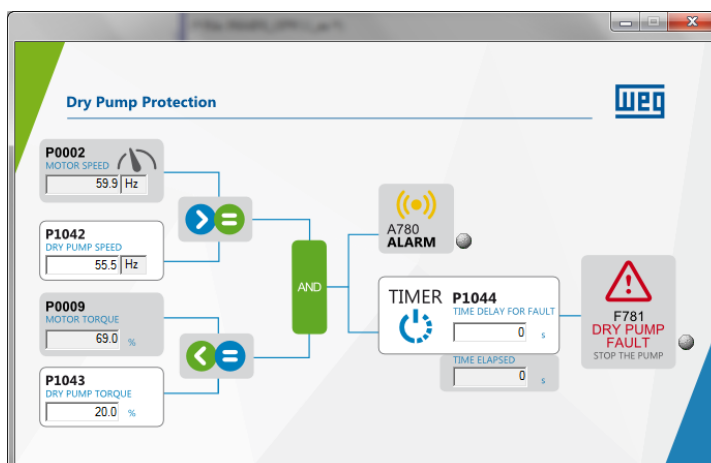 Dry Pump Protection
weg
P0002
MOTOR SPEED
59.9 Hz
P1042
DRY PUMP SPEED
55.5 Hz
P0009
MOTOR TORQUE
69.0 %
P1043
DRY PUMP TORQUE
20.0 %
> =
< =
AND
A780
ALARM
TIMER P1044
TIME DELAY FOR FAULT
0 s
TIME ELAPSED
0 s
F781
DRY PUMP
FAULT
STOP THE PUMP